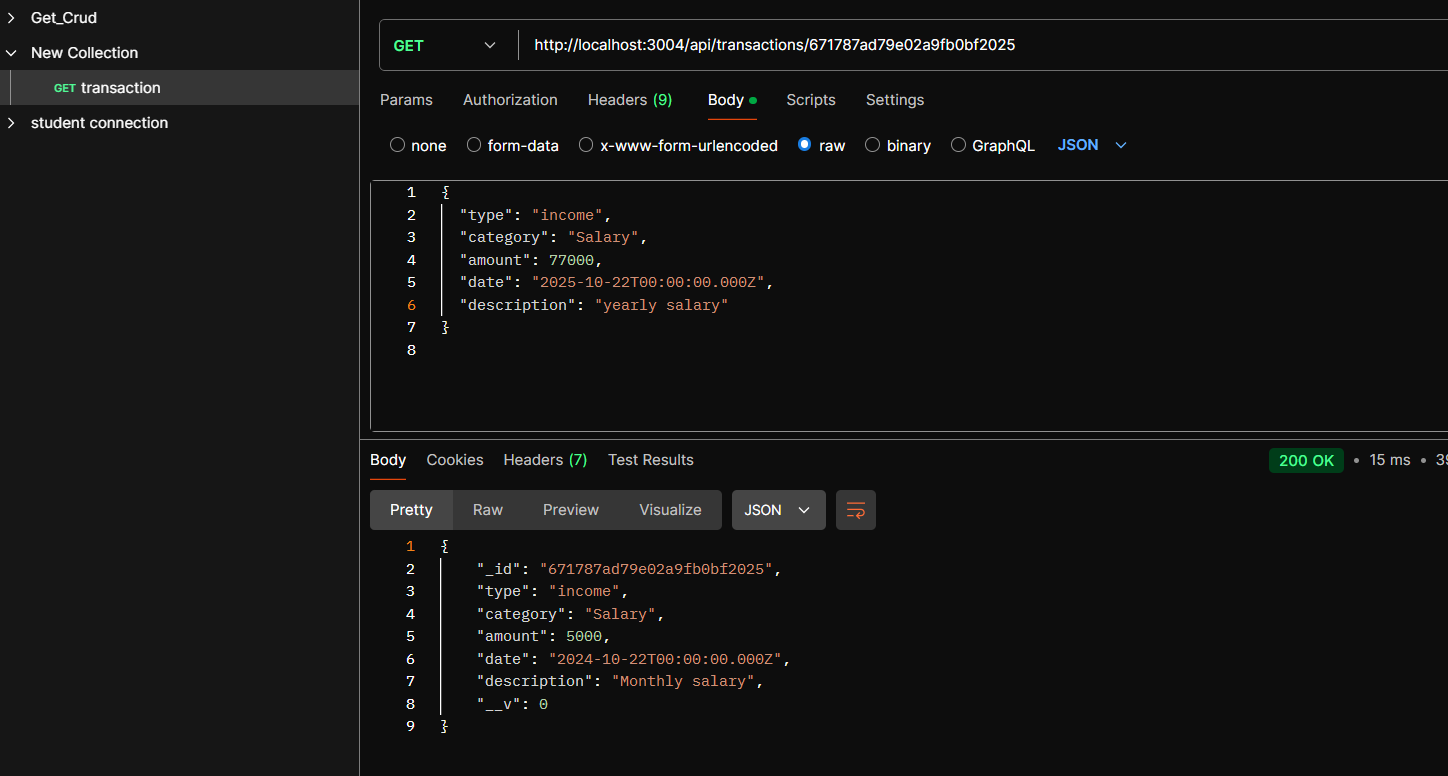 Get_Crud
New Collection
GET transaction
student connection
GET http://localhost:3004/api/transactions/671787ad79e02a9fb0bf2025
Params Authorization Headers (9) Body Scripts Settings
none form-data x-www-form-urlencoded raw binary GraphQL JSON
1 {
2 "type": "income",
3 "category": "Salary",
4 "amount": 77000,
5 "date": "2025-10-22T00:00:00.000Z",
6 "description": "yearly salary"
7 }
8
Body Cookies Headers (7) Test Results 200 OK • 15 ms • 39
Pretty Raw Preview Visualize JSON
1 {
2 "_id": "671787ad79e02a9fb0bf2025",
3 "type": "income",
4 "category": "Salary",
5 "amount": 5000,
6 "date": "2024-10-22T00:00:00.000Z",
7 "description": "Monthly salary",
8 "__v": 0
9 }